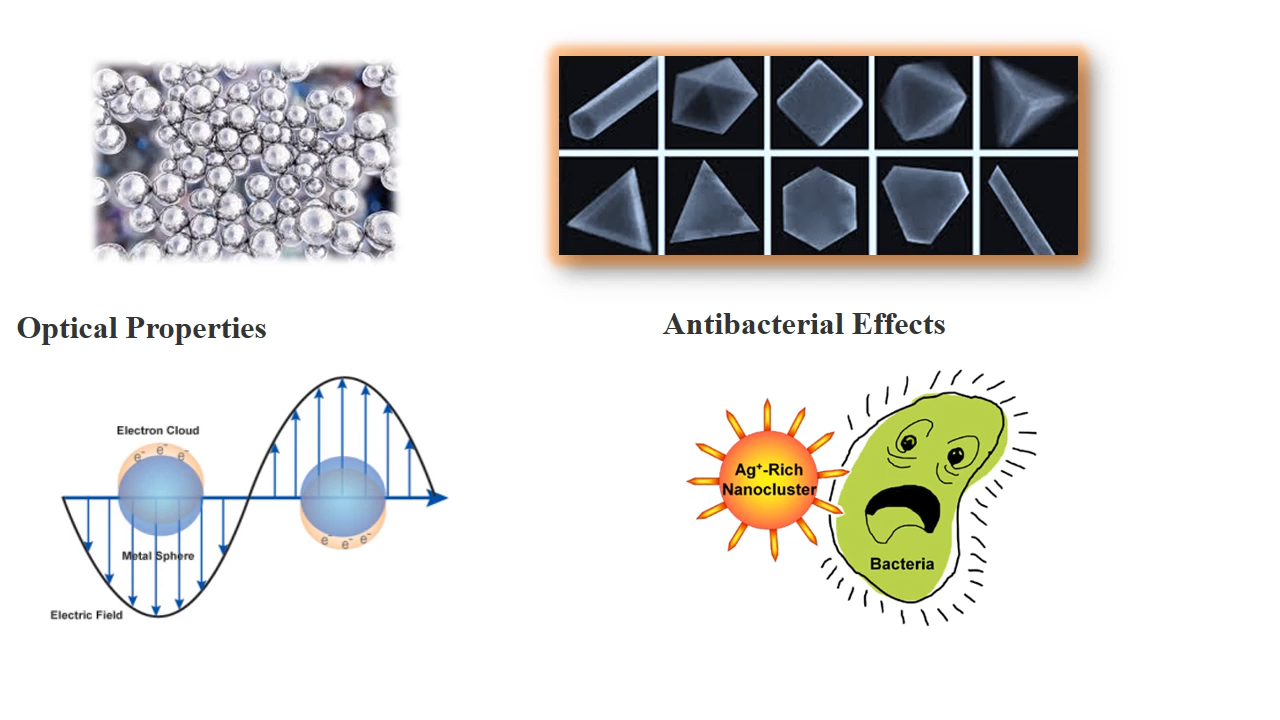 Optical Properties
Antibacterial Effects
Electron Cloud
e⁻ e⁻ e⁻
Metal Sphere
Electric Field
e⁻ e⁻ e⁻
Ag⁺-Rich
Nanocluster
Bacteria